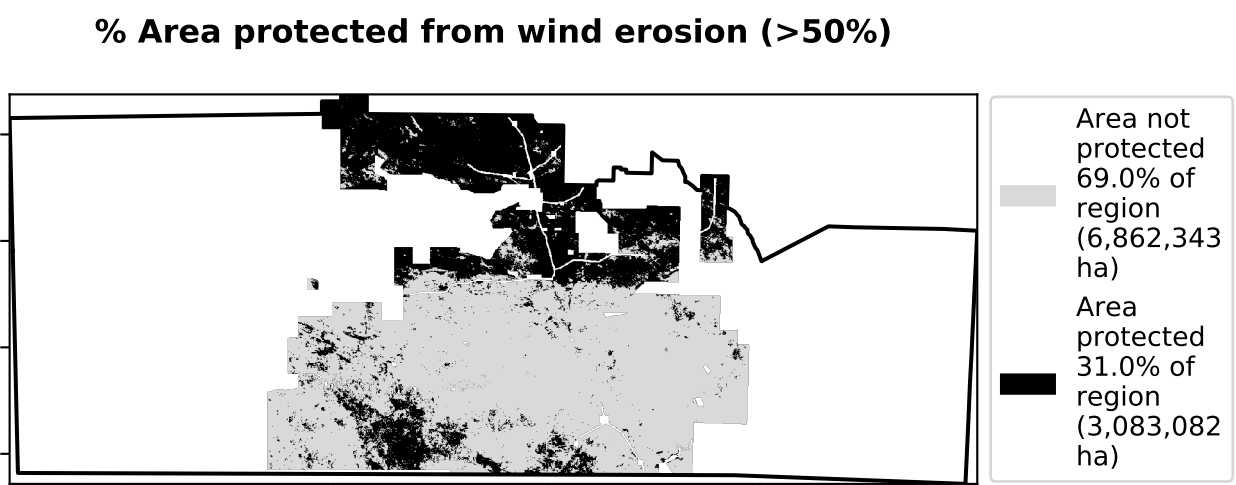 % Area protected from wind erosion (>50%)
Area not
protected
69.0% of
region
(6,862,343
ha)
Area
protected
31.0% of
region
(3,083,082
ha)